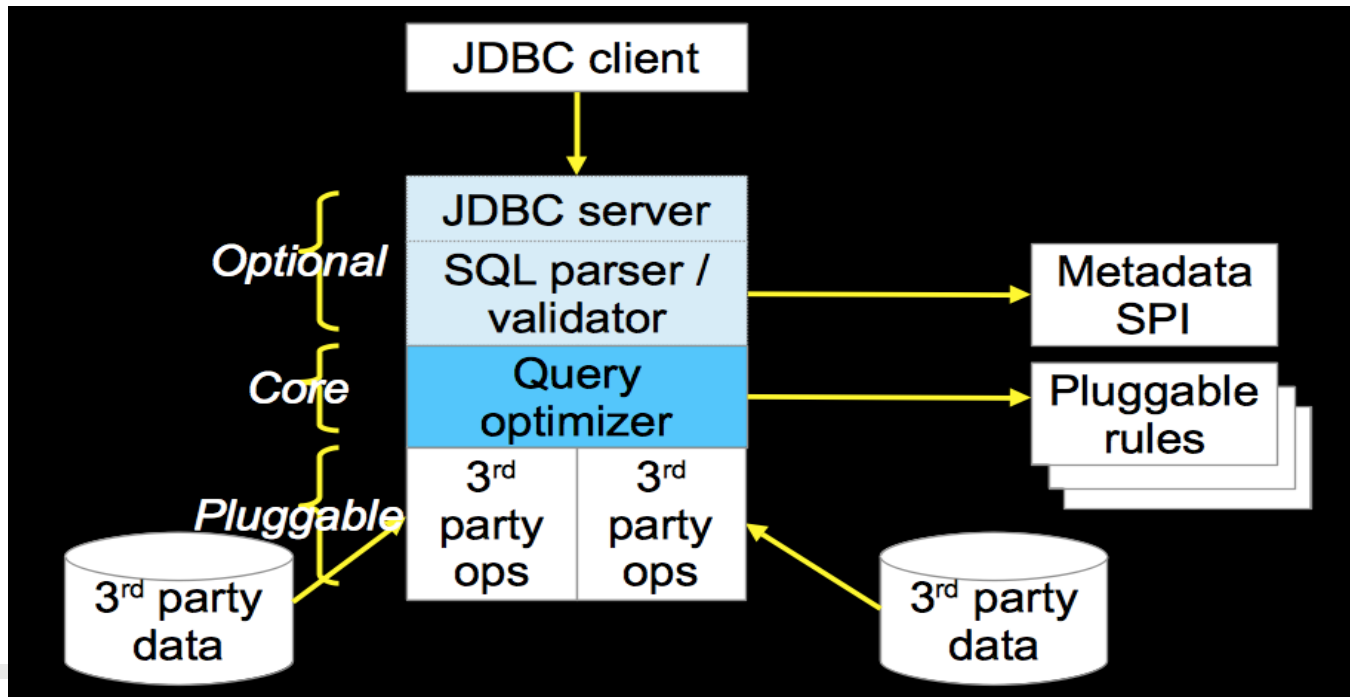 JDBC client
JDBC server
Optional
SQL parser /
validator
Metadata
SPI
Core
Query
optimizer
Pluggable
rules
Pluggable
3rd
party
ops
3rd
party
ops
3rd party
data
3rd party
data